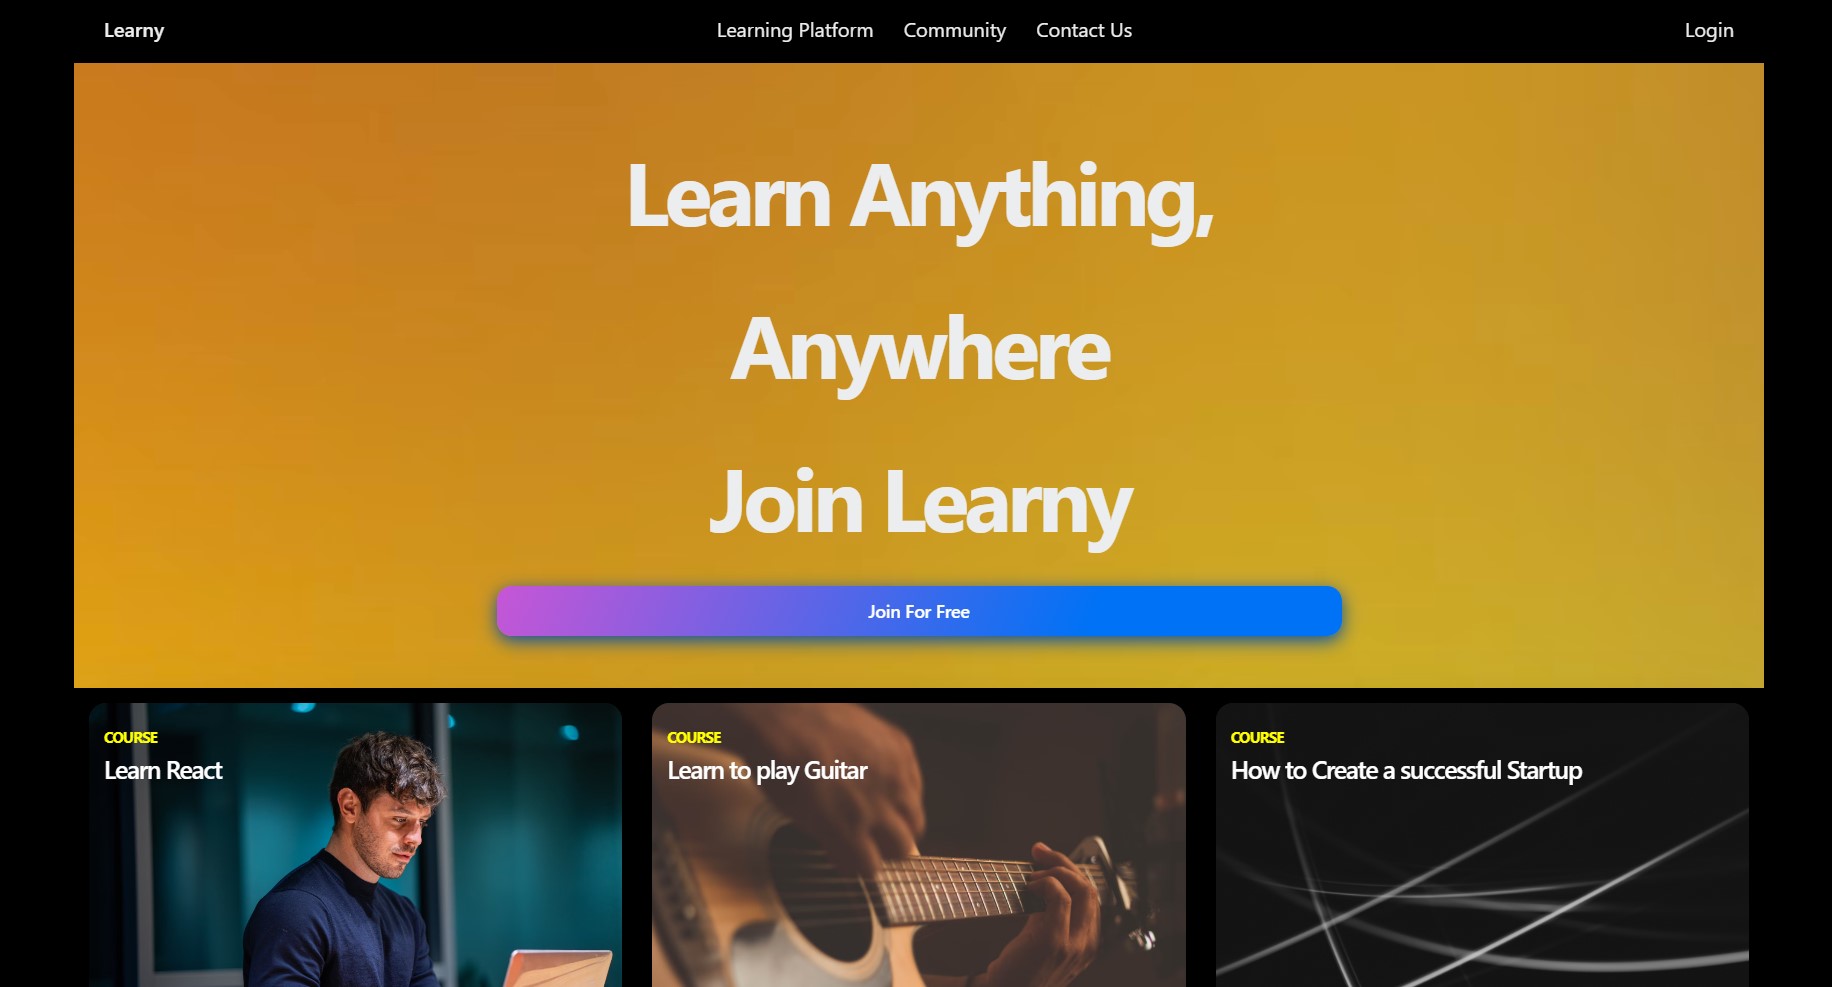 Learny
Learning Platform
Community
Contact Us
Login
Learn Anything,
Anywhere
Join Learny
Join For Free
COURSE
Learn React
COURSE
Learn to play Guitar
COURSE
How to Create a successful Startup